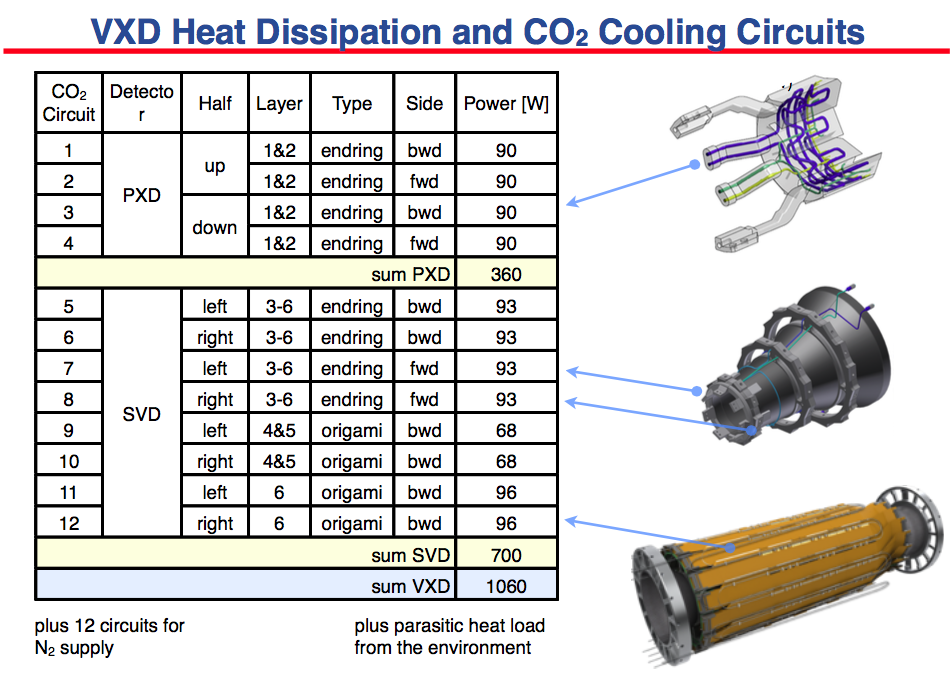 VXD Heat Dissipation and CO₂ Cooling Circuits
CO₂ Circuit Detecto r Half Layer Type Side Power [W]
1 PXD up 1&2 endring bwd 90
2 1&2 endring fwd 90
3 down 1&2 endring bwd 90
4 1&2 endring fwd 90
sum PXD 360
5 SVD left 3-6 endring bwd 93
6 right 3-6 endring bwd 93
7 left 3-6 endring fwd 93
8 right 3-6 endring fwd 93
9 left 4&5 origami bwd 68
10 right 4&5 origami bwd 68
11 left 6 origami bwd 96
12 right 6 origami bwd 96
sum SVD 700
sum VXD 1060
plus 12 circuits for
N₂ supply
plus parasitic heat load
from the environment